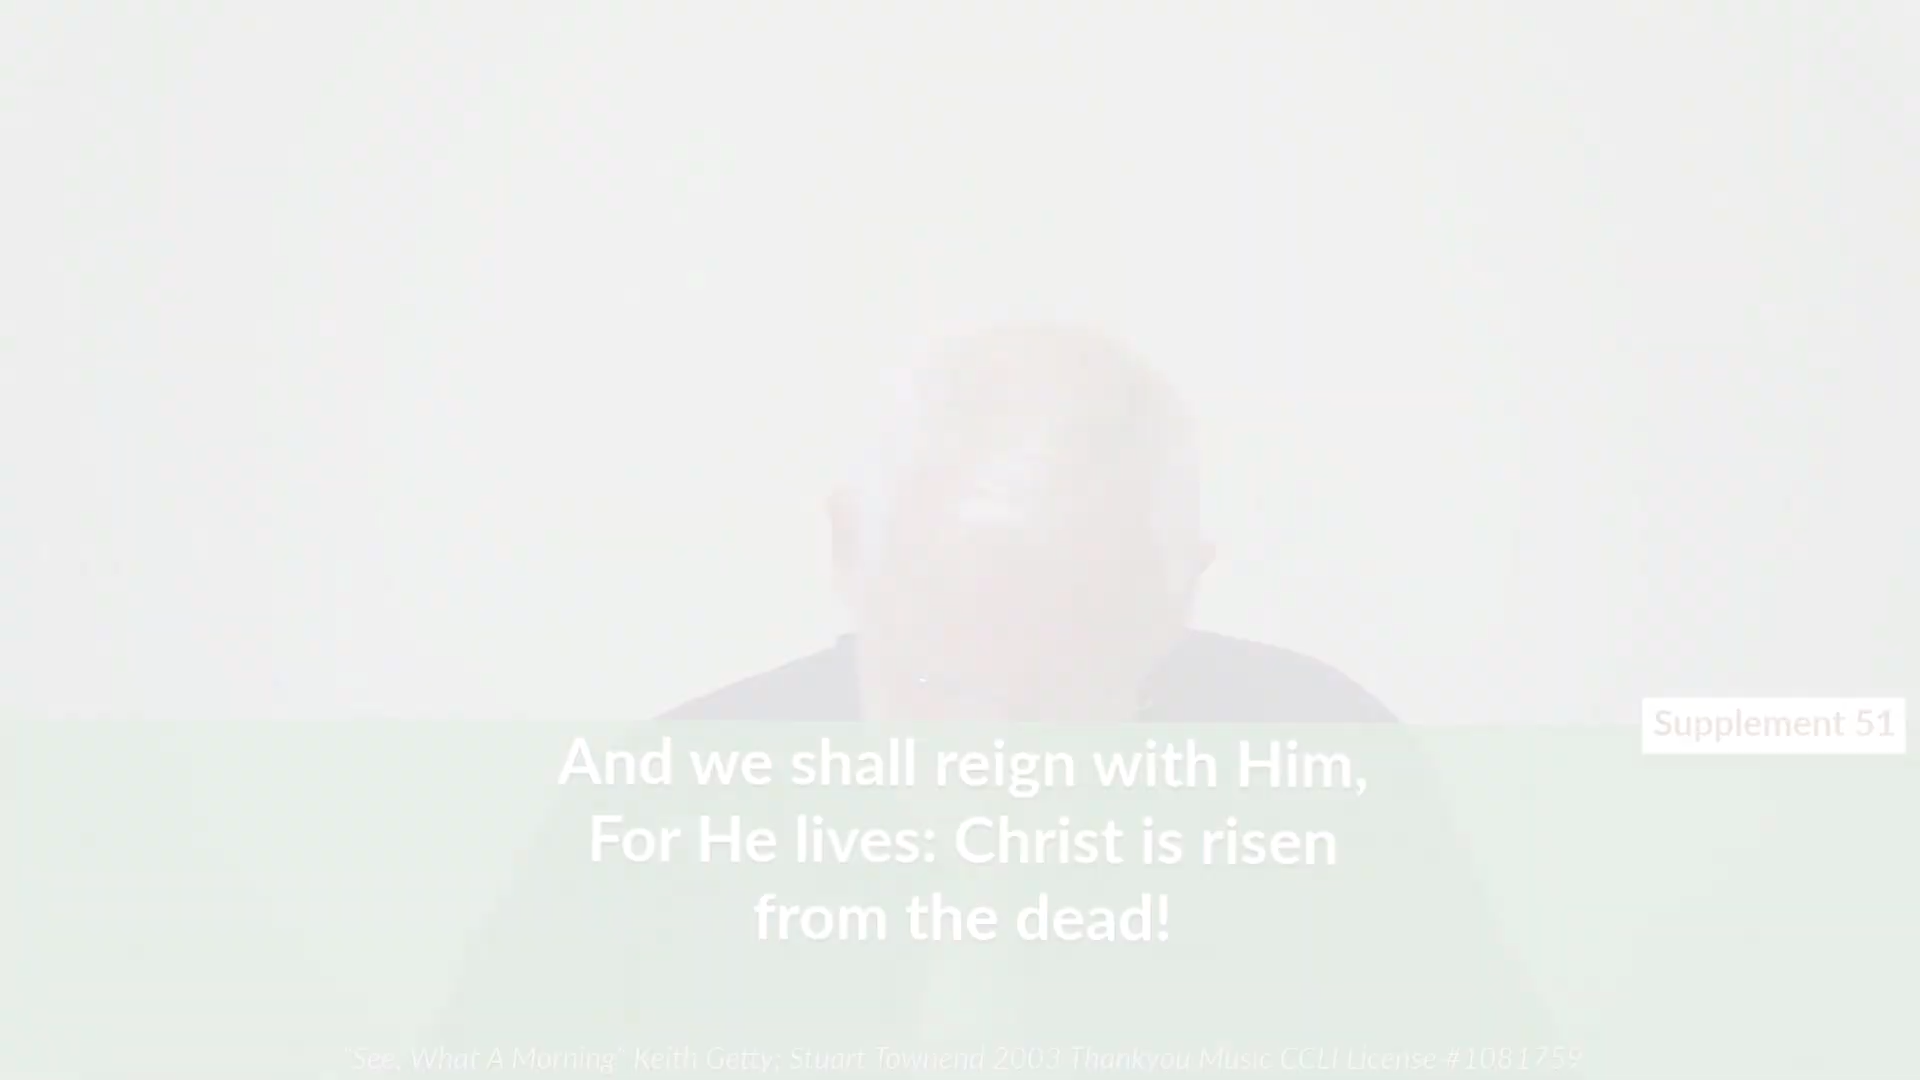 Supplement 51
And we shall reign with Him,
For He lives: Christ is risen
from the dead!
"See, What A Morning" Keith Getty; Stuart Townend 2003 Thankyou Music CCLI License #1081759